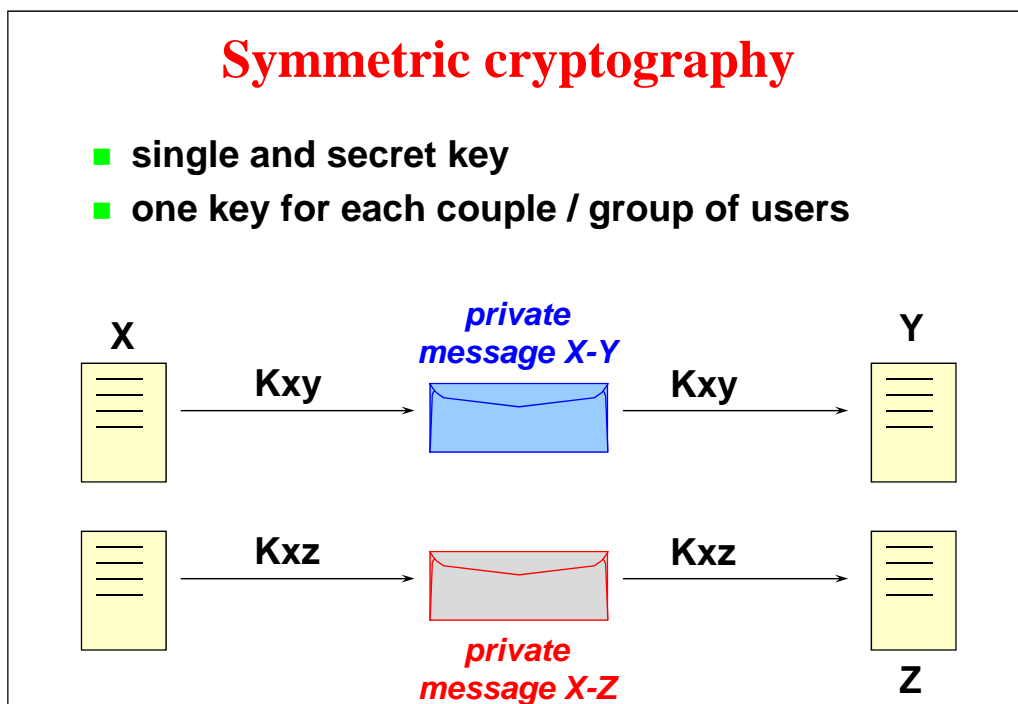 Symmetric cryptography
single and secret key
one key for each couple / group of users
X
private
message X-Y
Y
Kxy
Kxy
Kxz
Kxz
private
message X-Z
Z